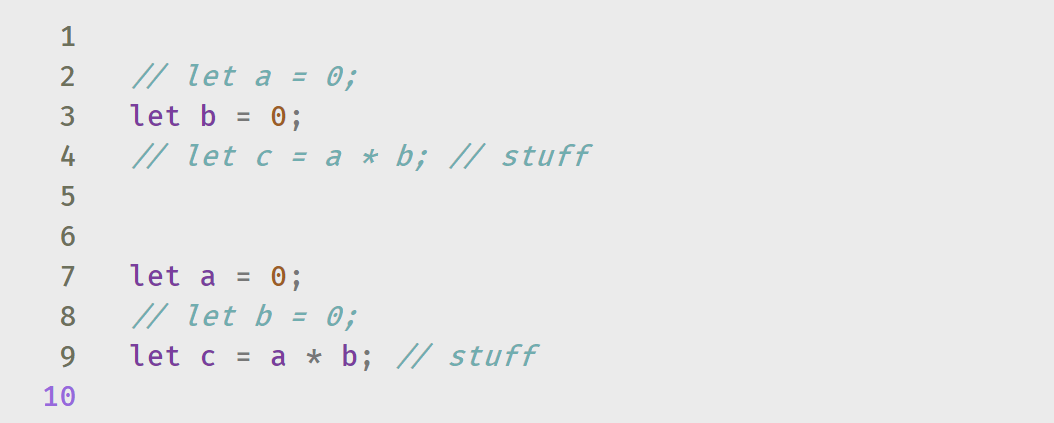 1
2 // let a = 0;
3 let b = 0;
4 // let c = a * b; // stuff
5
6
7 let a = 0;
8 // let b = 0;
9 let c = a * b; // stuff
10